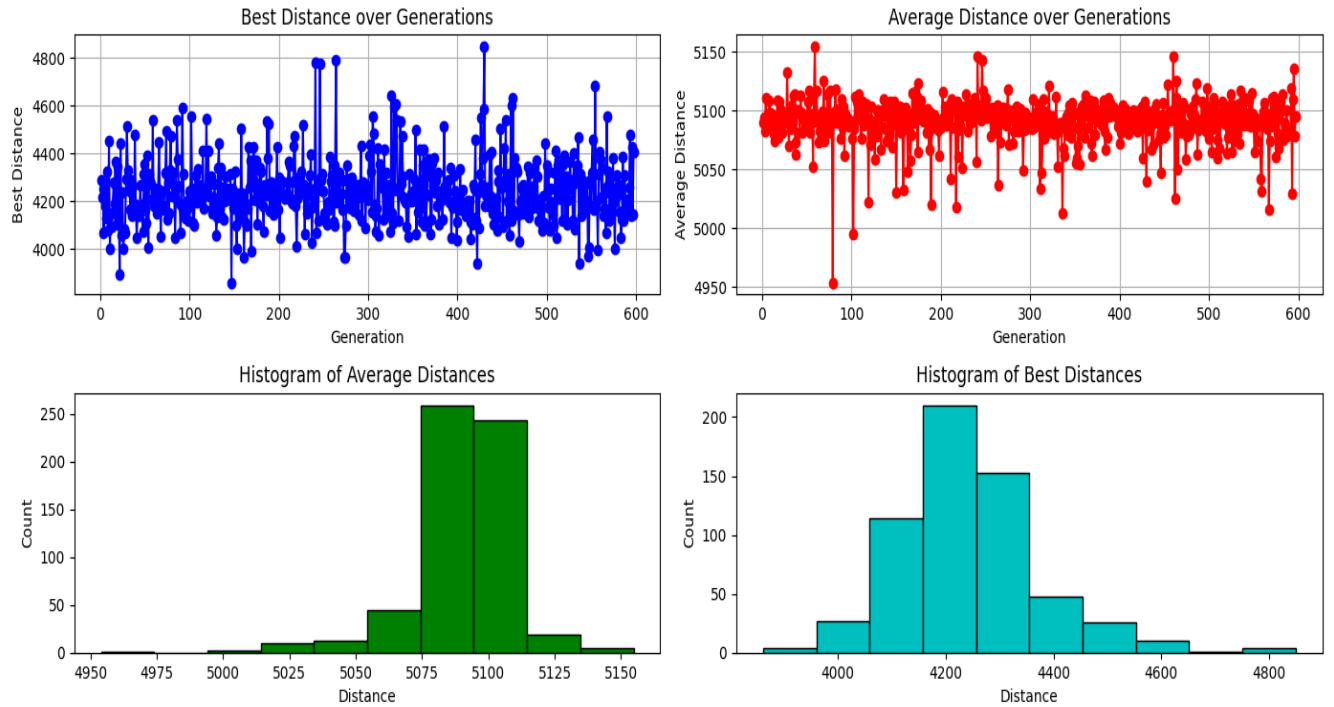 Best Distance over Generations
Best Distance
4800
4600
4400
4200
4000
0 100 200 300 400 500 600
Generation
Average Distance over Generations
Average Distance
5150
5100
5050
5000
4950
0 100 200 300 400 500 600
Generation
Histogram of Average Distances
Count
250
200
150
100
50
0
4950 4975 5000 5025 5050 5075 5100 5125 5150
Distance
Histogram of Best Distances
Count
200
150
100
50
0
4000 4200 4400 4600 4800
Distance